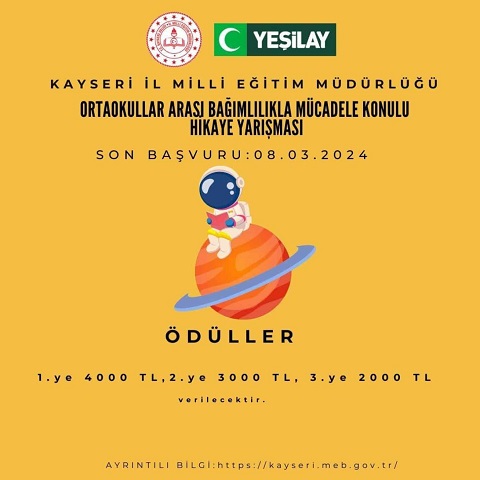 YEŞİLAY
KAYSERİ İL MİLLİ EĞİTİM MÜDÜRLÜĞÜ
ORTAOKULLAR ARASI BAĞIMLILIKLA MÜCADELE KONULU
HİKAYE YARIŞMASI
SON BAŞVURU:08.03.2024
ÖDÜLLER
1.ye 4000 TL,2.ye 3000 TL, 3.ye 2000 TL
verilecektir.
AYRINTILI BİLGİ:https://kayseri.meb.gov.tr/